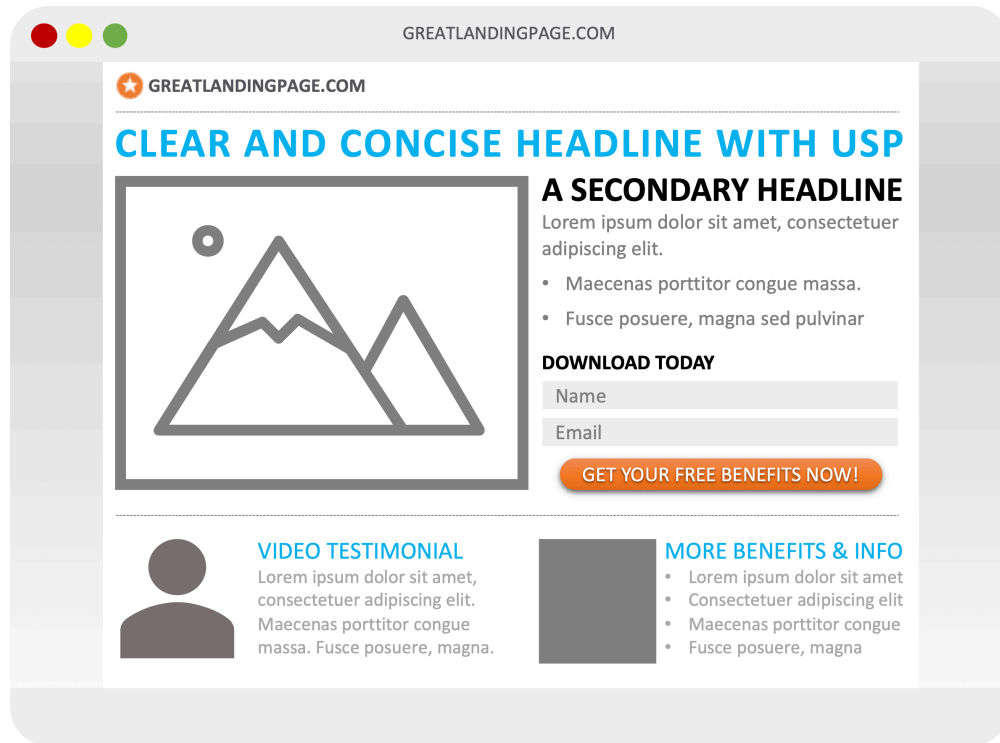 GREATLANDINGPAGE.COM
GREATLANDINGPAGE.COM
CLEAR AND CONCISE HEADLINE WITH USP
A SECONDARY HEADLINE
Lorem ipsum dolor sit amet, consectetuer
adipiscing elit.
• Maecenas porttitor congue massa.
• Fusce posuere, magna sed pulvinar
DOWNLOAD TODAY
Name
Email
GET YOUR FREE BENEFITS NOW!
VIDEO TESTIMONIAL
Lorem ipsum dolor sit amet,
consectetuer adipiscing elit.
Maecenas porttitor congue
massa. Fusce posuere, magna.
MORE BENEFITS & INFO
• Lorem ipsum dolor sit amet
• Consectetuer adipiscing elit
• Maecenas porttitor congue
• Fusce posuere, magna